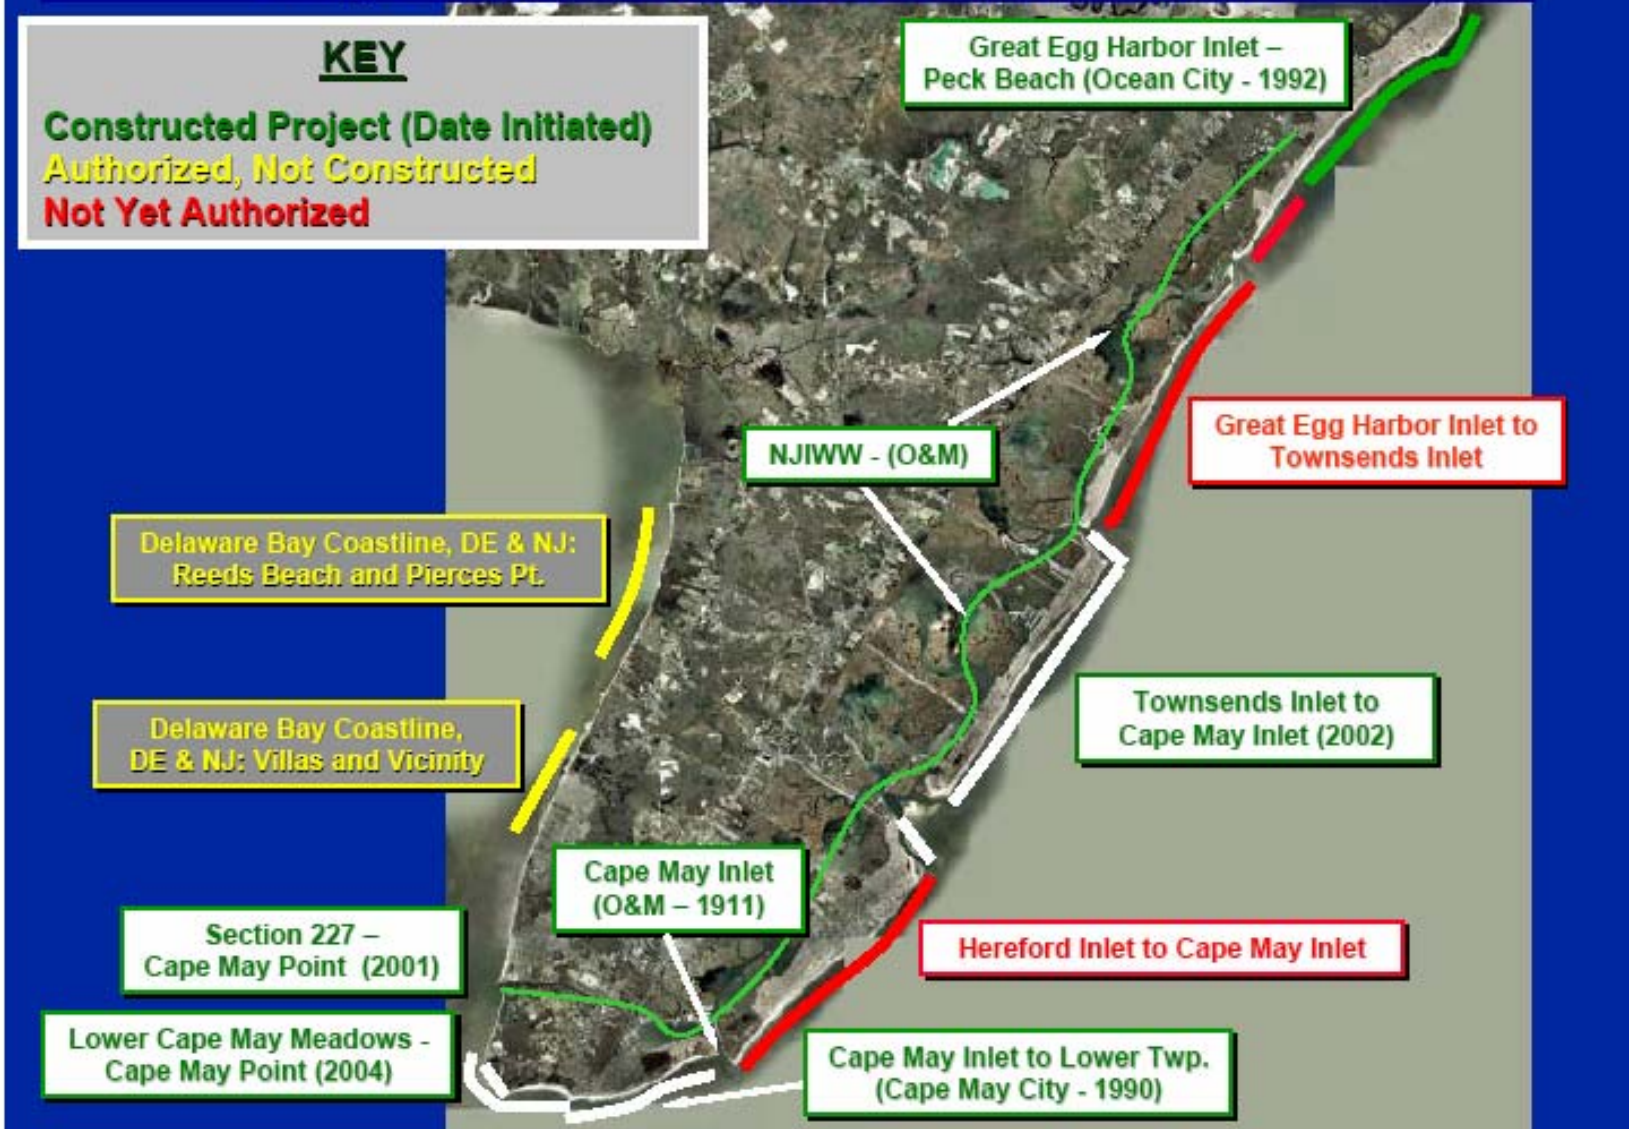 KEY
Constructed Project (Date Initiated)
Authorized, Not Constructed
Not Yet Authorized
Great Egg Harbor Inlet –
Peck Beach (Ocean City - 1992)
Great Egg Harbor Inlet to
Townsends Inlet
NJIWW - (O&M)
Delaware Bay Coastline, DE & NJ:
Reeds Beach and Pierces Pt.
Townsends Inlet to
Cape May Inlet (2002)
Delaware Bay Coastline,
DE & NJ: Villas and Vicinity
Cape May Inlet
(O&M – 1911)
Section 227 –
Cape May Point (2001)
Hereford Inlet to Cape May Inlet
Lower Cape May Meadows -
Cape May Point (2004)
Cape May Inlet to Lower Twp.
(Cape May City - 1990)